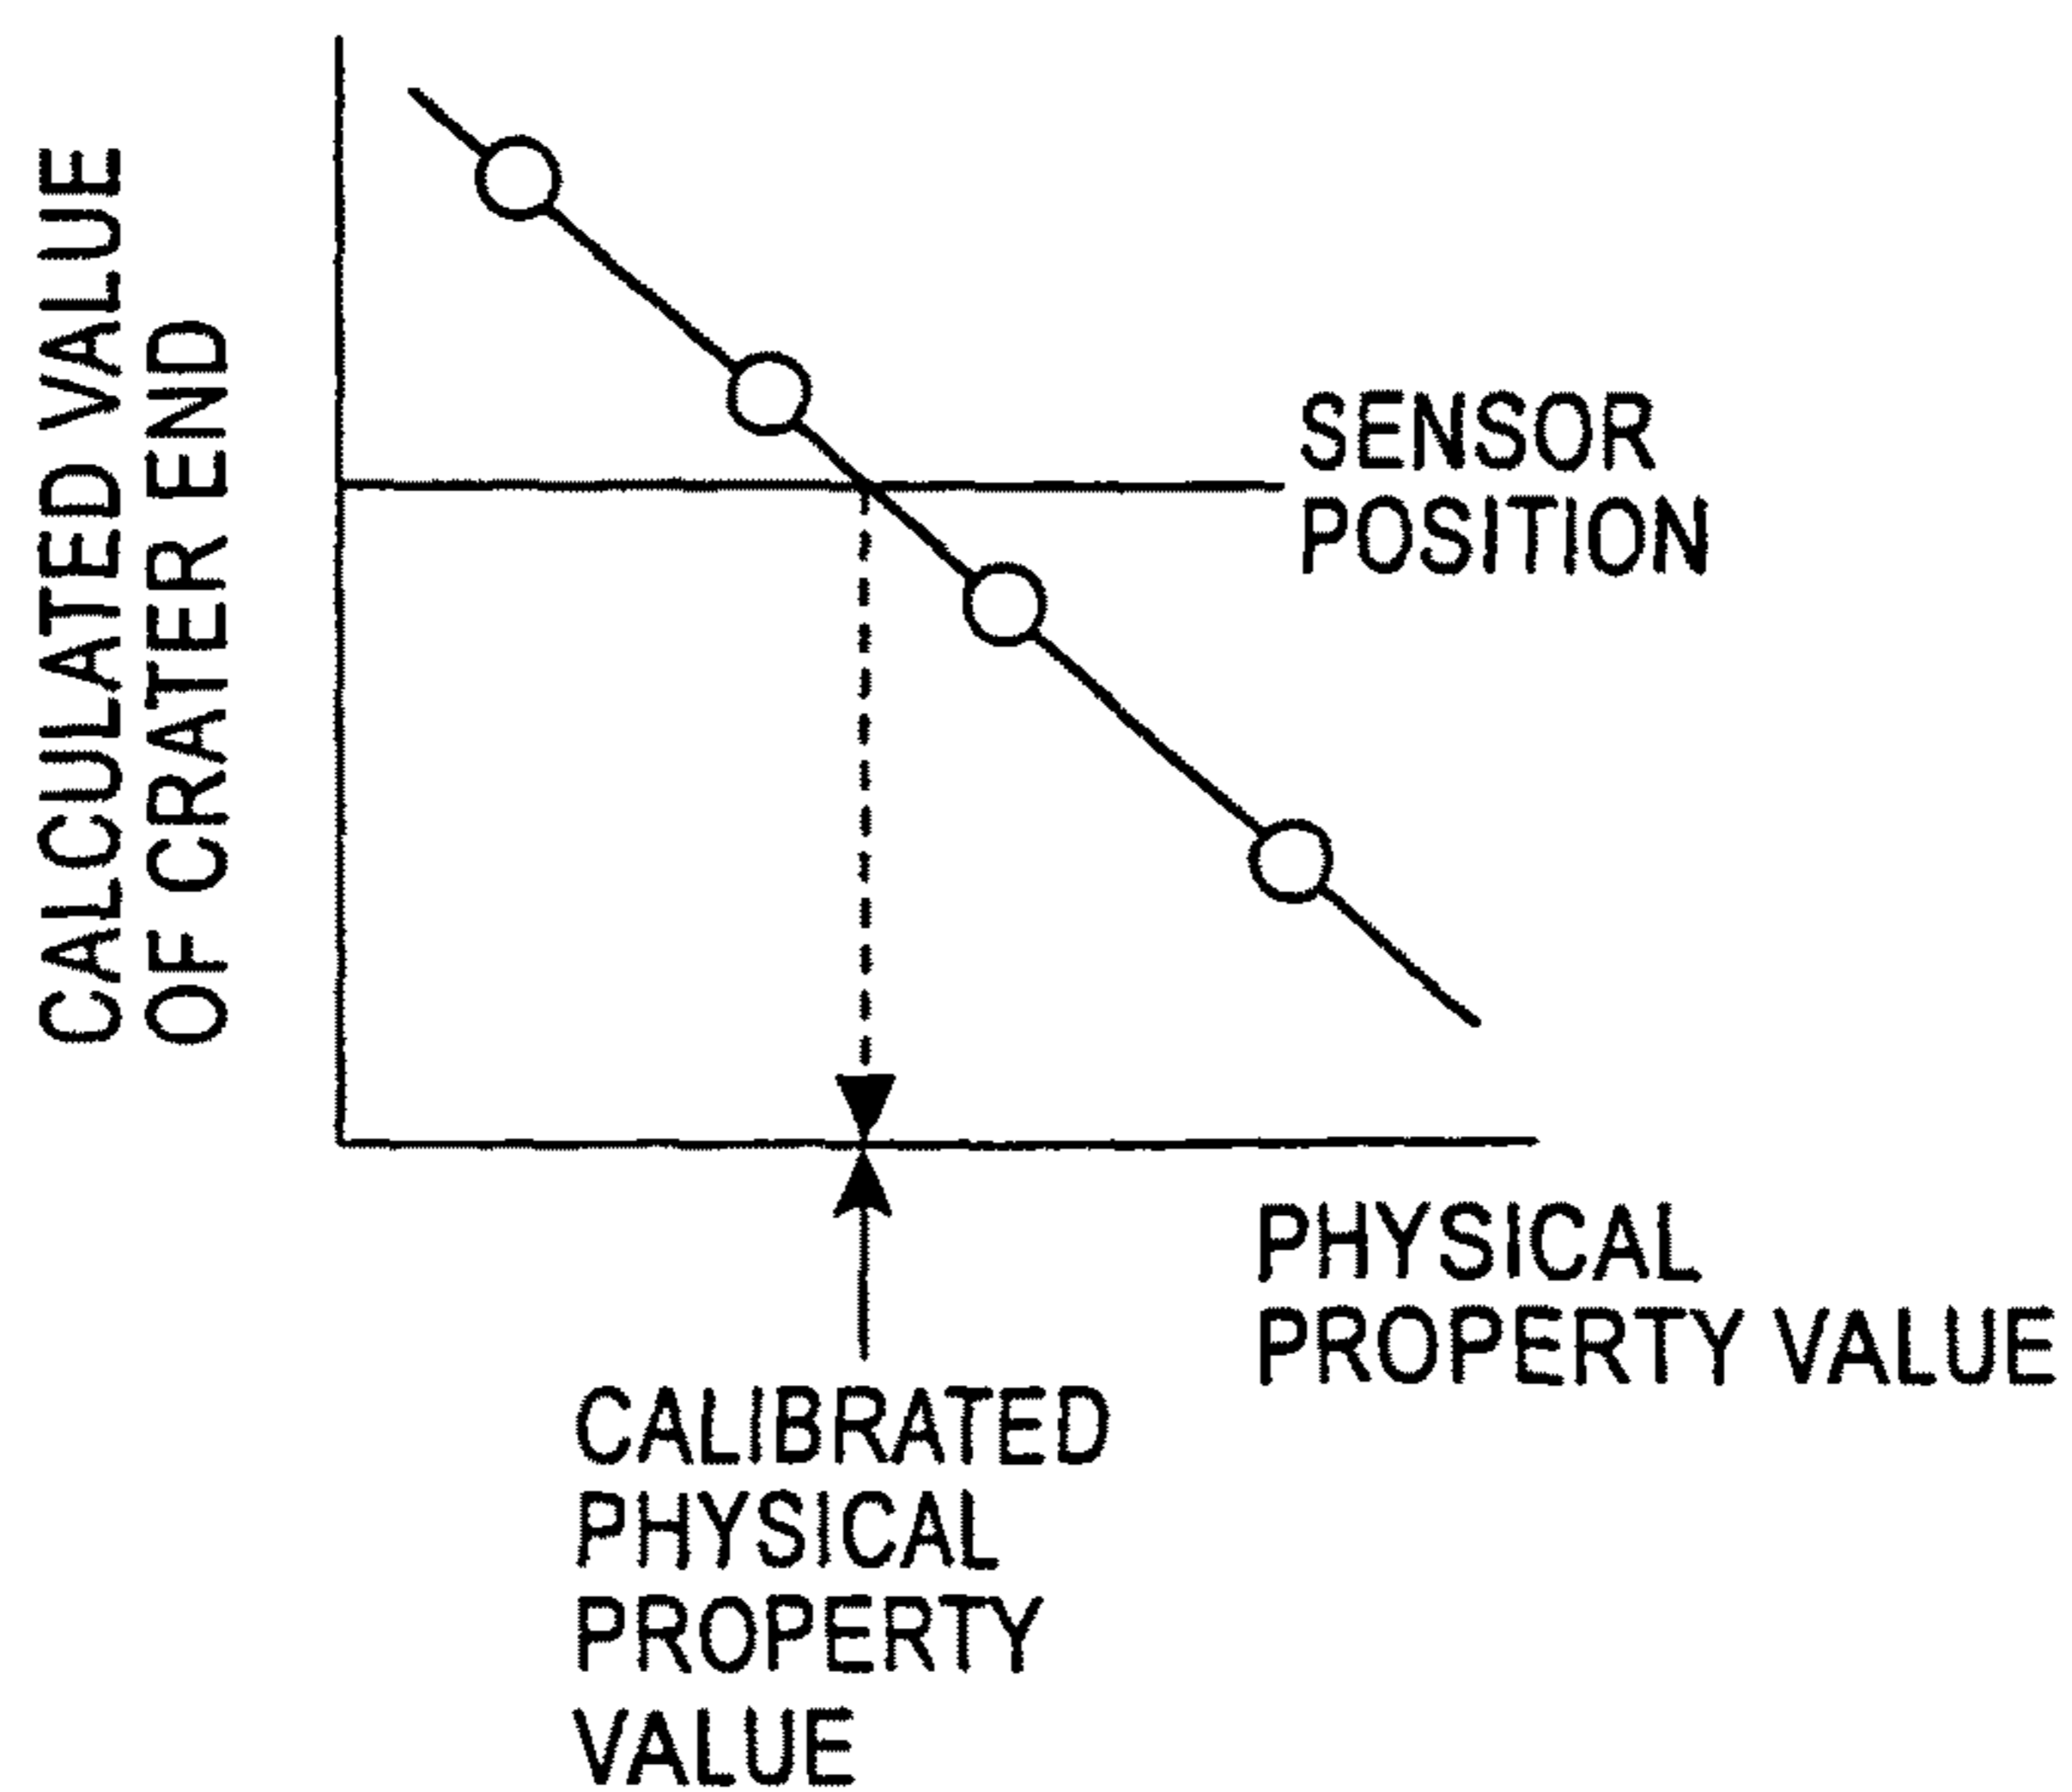 CALCULATED VALUE
OF CRATER END
SENSOR
POSITION
PHYSICAL
PROPERTY VALUE
CALIBRATED
PHYSICAL
PROPERTY
VALUE